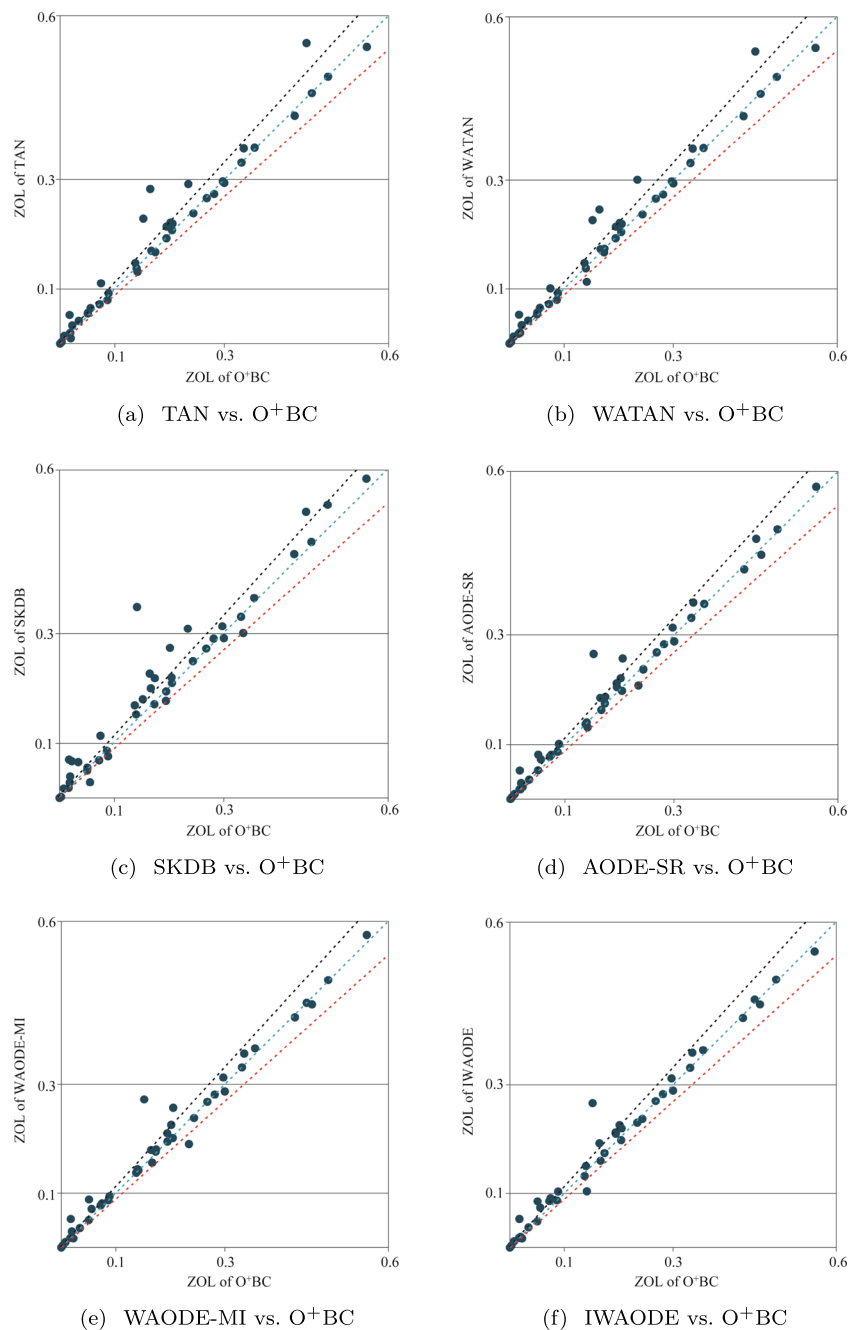 0.6
0.6
ZOL of TAN
ZOL of WATAN
0.3
0.3
0.1
0.1
0.1 0.3 0.6
0.1 0.3 0.6
ZOL of O⁺BC
ZOL of O⁺BC
(a) TAN vs. O⁺BC
(b) WATAN vs. O⁺BC
0.6
0.6
ZOL of SKDB
ZOL of AODE-SR
0.3
0.3
0.1
0.1
0.1 0.3 0.6
0.1 0.3 0.6
ZOL of O⁺BC
ZOL of O⁺BC
(c) SKDB vs. O⁺BC
(d) AODE-SR vs. O⁺BC
0.6
0.6
ZOL of WAODE-MI
ZOL of IWAODE
0.3
0.3
0.1
0.1
0.1 0.3 0.6
0.1 0.3 0.6
ZOL of O⁺BC
ZOL of O⁺BC
(e) WAODE-MI vs. O⁺BC
(f) IWAODE vs. O⁺BC